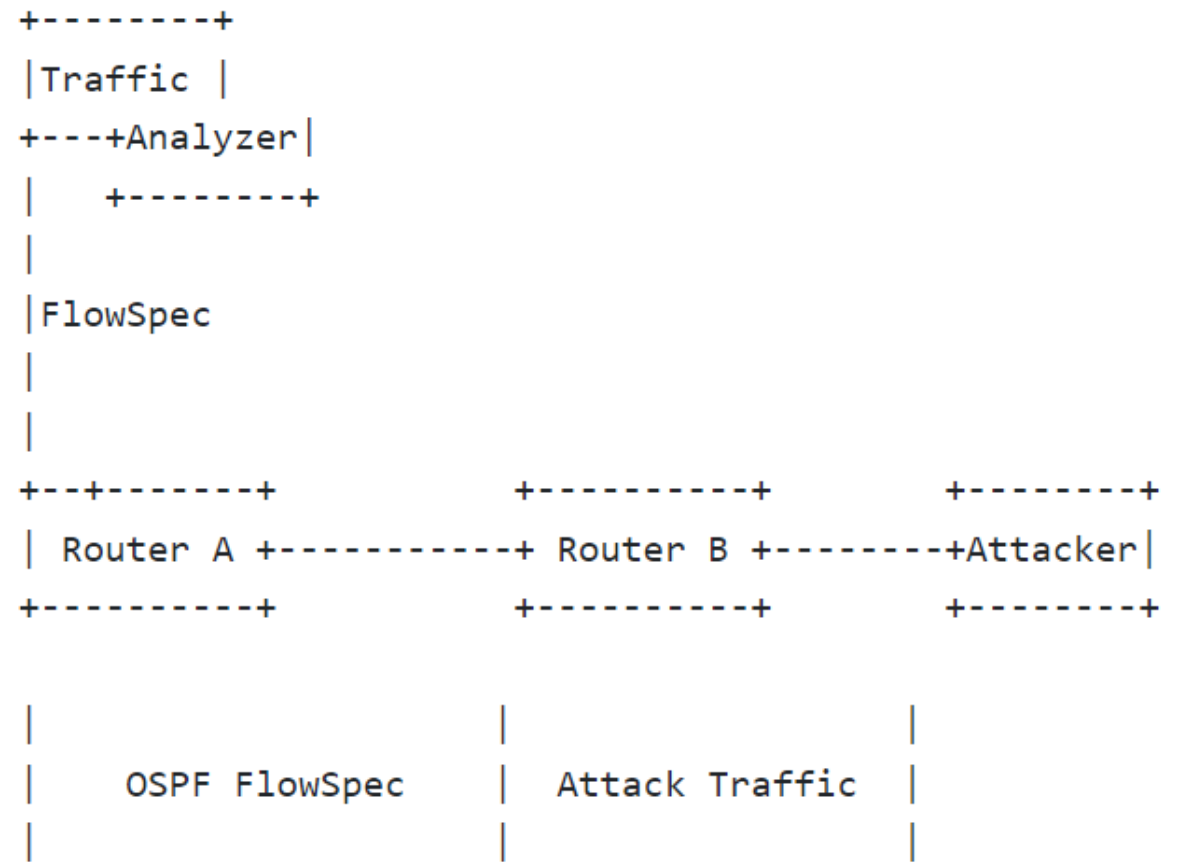 +--------+
|Traffic |
+---+Analyzer|
|   +--------+
|
|FlowSpec
|
|
+--+-------+           +----------+        +--------+
| Router A +-----------+ Router B +--------+Attacker|
+----------+           +----------+        +--------+

|                     |                  |
|    OSPF FlowSpec    |  Attack Traffic  |
|                     |                  |